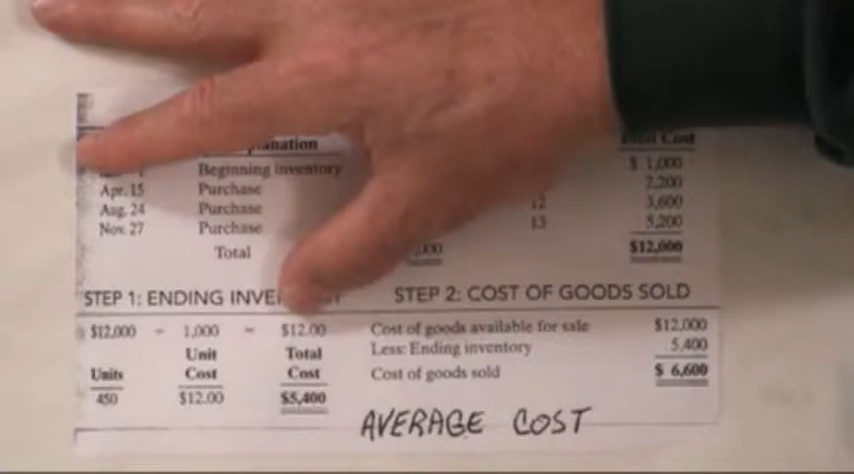 Beginning inventory $ 1,000
Apr. 15 Purchase 2,200
Aug. 24 Purchase 12 3,600
Nov. 27 Purchase 13 5,200
Total $12,000
STEP 1: ENDING STEP 2: COST OF GOODS SOLD
$12,000 ÷ 1,000 = $12.00 Cost of goods available for sale $12,000
Unit Total Less: Ending inventory 5,400
Units Cost Cost Cost of goods sold $ 6,600
450 $12.00 $5,400
AVERAGE COST